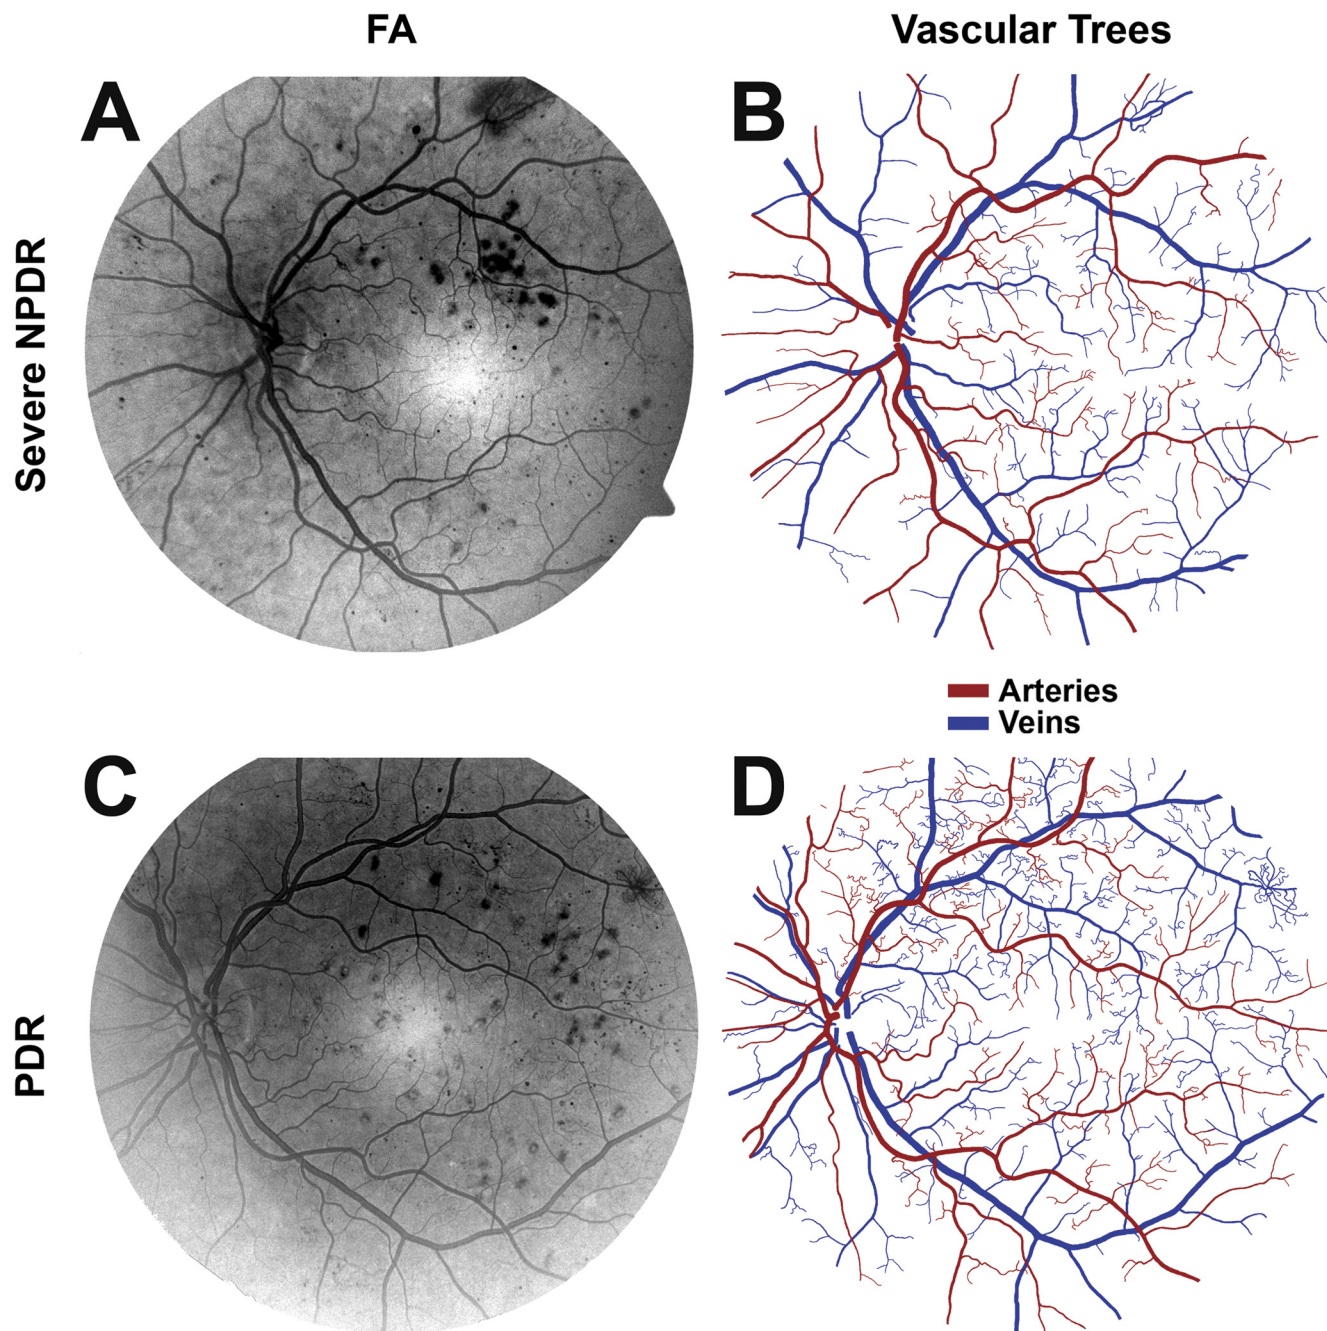 FA
Vascular Trees
A
B
Severe NPDR
Arteries
Veins
C
D
PDR